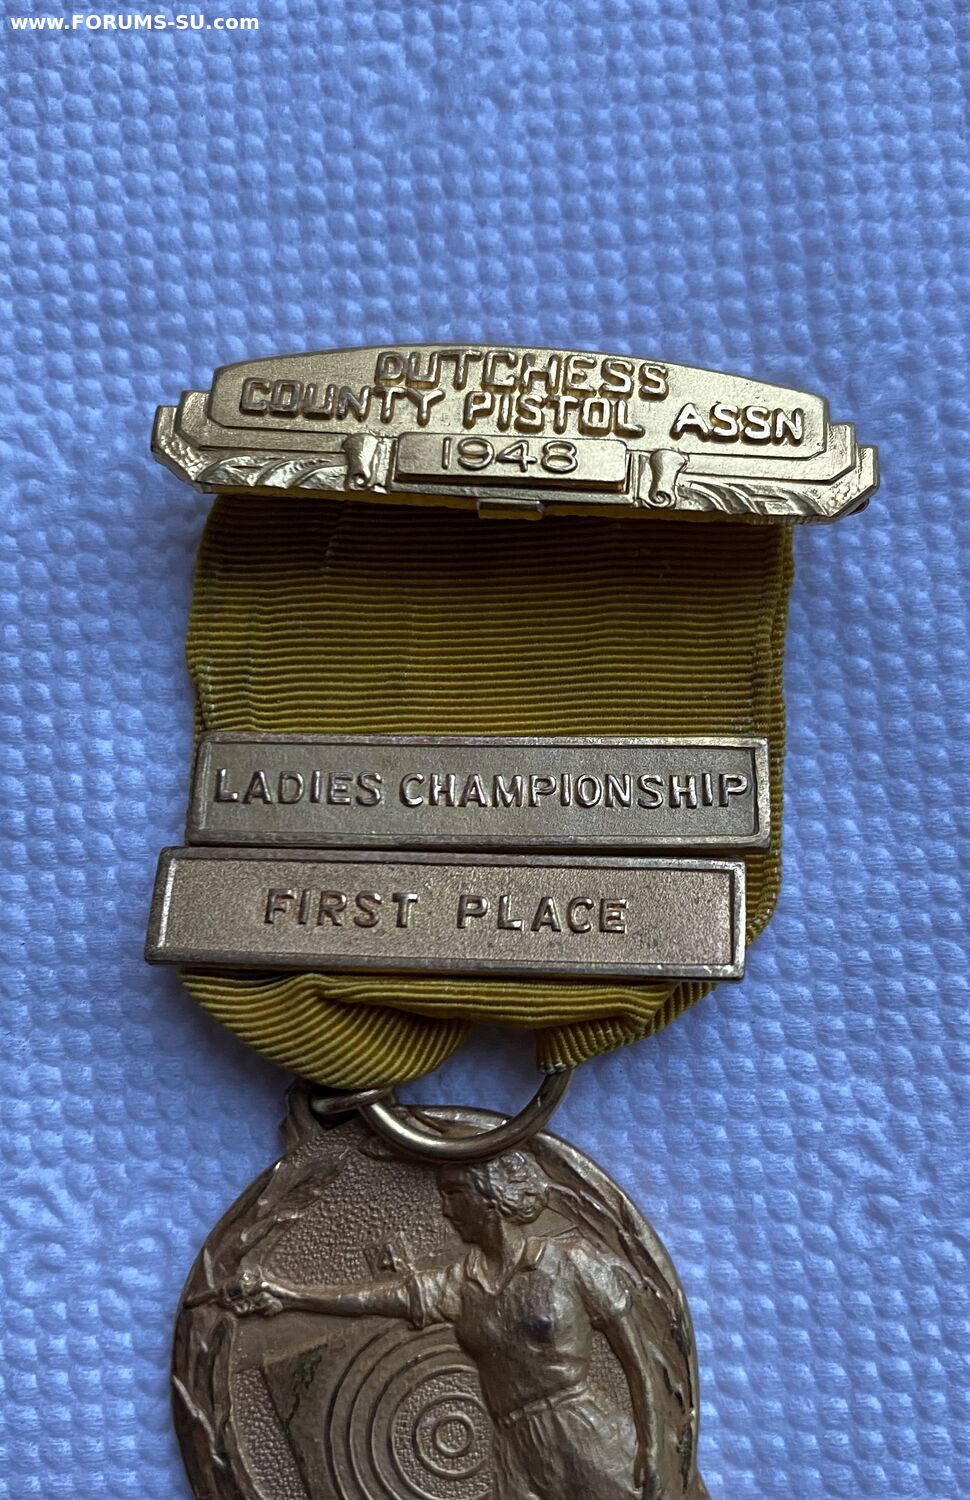 www.FORUMS-SU.com
DUTCHESS
COUNTY PISTOL ASSN
1948
LADIES CHAMPIONSHIP
FIRST PLACE